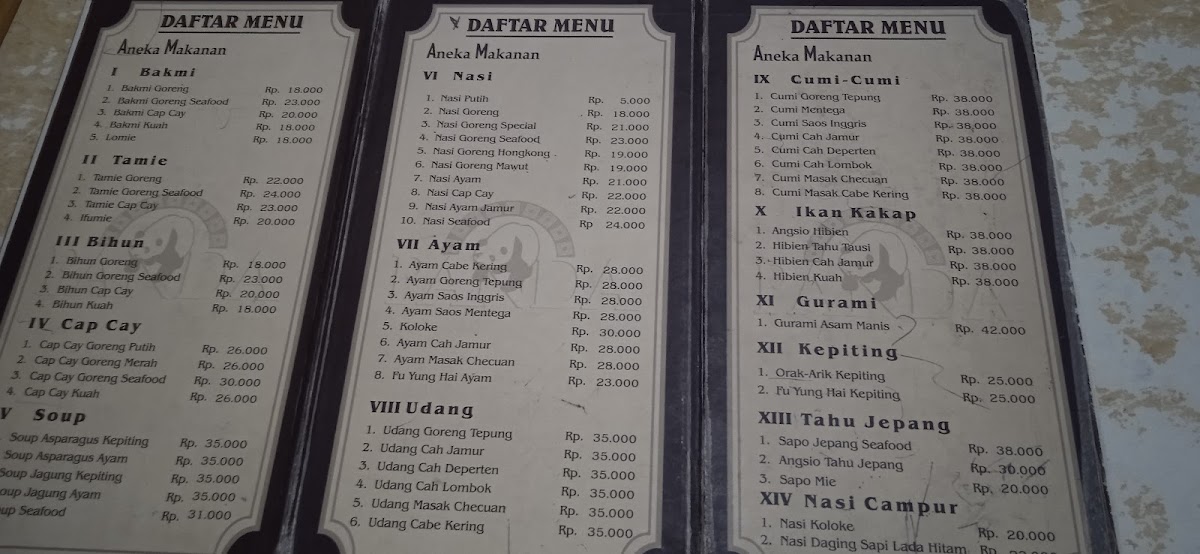 DAFTAR MENU
Aneka Makanan
I Bakmi
1. Bakmi Goreng Rp. 18.000
2. Bakmi Goreng Seafood Rp. 23.000
3. Bakmi Cap Cay Rp. 20.000
4. Bakmi Kuah Rp. 18.000
5. Lomie Rp. 18.000
II Tamie
1. Tamie Goreng Rp. 22.000
2. Tamie Goreng Seafood Rp. 24.000
3. Tamie Cap Cay Rp. 23.000
4. Ifumie Rp. 20.000
III Bihun
1. Bihun Goreng Rp. 18.000
2. Bihun Goreng Seafood Rp. 23.000
3. Bihun Cap Cay Rp. 20.000
4. Bihun Kuah Rp. 18.000
IV Cap Cay
1. Cap Cay Goreng Putih Rp. 26.000
2. Cap Cay Goreng Merah Rp. 26.000
3. Cap Cay Goreng Seafood Rp. 30.000
4. Cap Cay Kuah Rp. 26.000
V Soup
Soup Asparagus Kepiting Rp. 35.000
Soup Asparagus Ayam Rp. 35.000
Soup Jagung Kepiting Rp. 35.000
oup Jagung Ayam Rp. 35.000
up Seafood Rp. 31.000
DAFTAR MENU
Aneka Makanan
VI Nasi
1. Nasi Putih Rp. 5.000
2. Nasi Goreng Rp. 18.000
3. Nasi Goreng Special Rp. 21.000
4. Nasi Goreng Seafood Rp. 23.000
5. Nasi Goreng Hongkong Rp. 19.000
6. Nasi Goreng Mawut Rp. 19.000
7. Nasi Ayam Rp. 21.000
8. Nasi Cap Cay Rp. 22.000
9. Nasi Ayam Jamur Rp. 22.000
10. Nasi Seafood Rp 24.000
VII Ayam
1. Ayam Cabe Kering Rp. 28.000
2. Ayam Goreng Tepung Rp. 28.000
3. Ayam Saos Inggris Rp. 28.000
4. Ayam Saos Mentega Rp. 28.000
5. Koloke Rp. 30.000
6. Ayam Cah Jamur Rp. 28.000
7. Ayam Masak Checuan Rp. 28.000
8. Fu Yung Hai Ayam Rp. 23.000
VIII Udang
1. Udang Goreng Tepung Rp. 35.000
2. Udang Cah Jamur Rp. 35.000
3. Udang Cah Deperten Rp. 35.000
4. Udang Cah Lombok Rp. 35.000
5. Udang Masak Checuan Rp. 35.000
6. Udang Cabe Kering Rp. 35.000
DAFTAR MENU
Aneka Makanan
IX Cumi-Cumi
1. Cumi Goreng Tepung Rp. 38.000
2. Cumi Mentega Rp. 38.000
3. Cumi Saos Inggris Rp. 38.000
4. Cumi Cah Jamur Rp. 38.000
5. Cumi Cah Deperten Rp. 38.000
6. Cumi Cah Lombok Rp. 38.000
7. Cumi Masak Checuan Rp. 38.000
8. Cumi Masak Cabe Kering Rp. 38.000
X Ikan Kakap
1. Angsio Hibien Rp. 38.000
2. Hibien Tahu Tausi Rp. 38.000
3. Hibien Cah Jamur Rp. 38.000
4. Hibien Kuah Rp. 38.000
XI Gurami
1. Gurami Asam Manis Rp. 42.000
XII Kepiting
1. Orak-Arik Kepiting Rp. 25.000
2. Fu Yung Hai Kepiting Rp. 25.000
XIII Tahu Jepang
1. Sapo Jepang Seafood Rp. 38.000
2. Angsio Tahu Jepang Rp. 30.000
3. Sapo Mie Rp. 20.000
XIV Nasi Campur
1. Nasi Koloke Rp. 20.000
2. Nasi Daging Sapi Lada Hitam Rp.